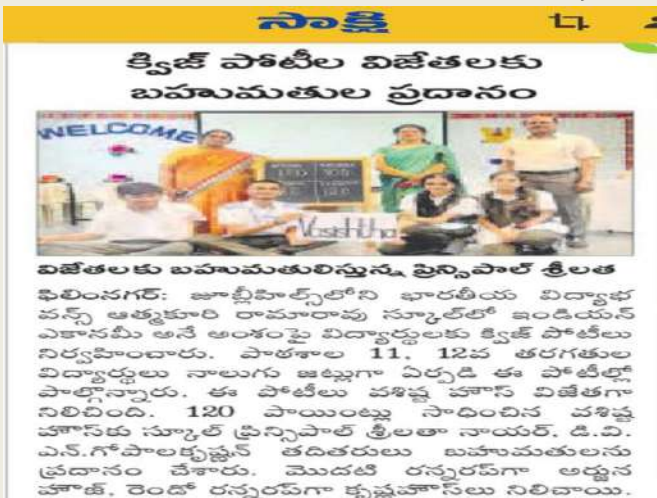 సాక్షి
క్విజ్ పోటీల విజేతలకు
బహుమతుల ప్రదానం
WELCOME
Vasishtha
విజేతలకు బహుమతులిస్తున్న ప్రిన్సిపాల్ శ్రీలత
ఫిలింనగర్: జూబ్లీహిల్స్‌లోని భారతీయ విద్యాభ
వన్స్ ఆత్మకూరి రామారావు స్కూల్‌లో ఇండియన్
ఎకానమీ అనే అంశంపై విద్యార్థులకు క్విజ్ పోటీలు
నిర్వహించారు. పాఠశాల 11, 12వ తరగతుల
విద్యార్థులు నాలుగు జట్లుగా ఏర్పడి ఈ పోటీల్లో
పాల్గొన్నారు. ఈ పోటీలు వశిష్ట హౌస్ విజేతగా
నిలిచింది. 120 పాయింట్లు సాధించిన వశిష్ట
హౌస్‌కు స్కూల్ ప్రిన్సిపాల్ శ్రీలతా నాయర్, డి.వి.
ఎన్.గోపాలకృష్ణన్ తదితరులు బహుమతులను
ప్రదానం చేశారు. మొదటి రన్నరప్‌గా అర్జున
హౌజ్, రెండో రన్నరప్‌గా కృష్ణహౌస్‌లు నిలిచాయి.